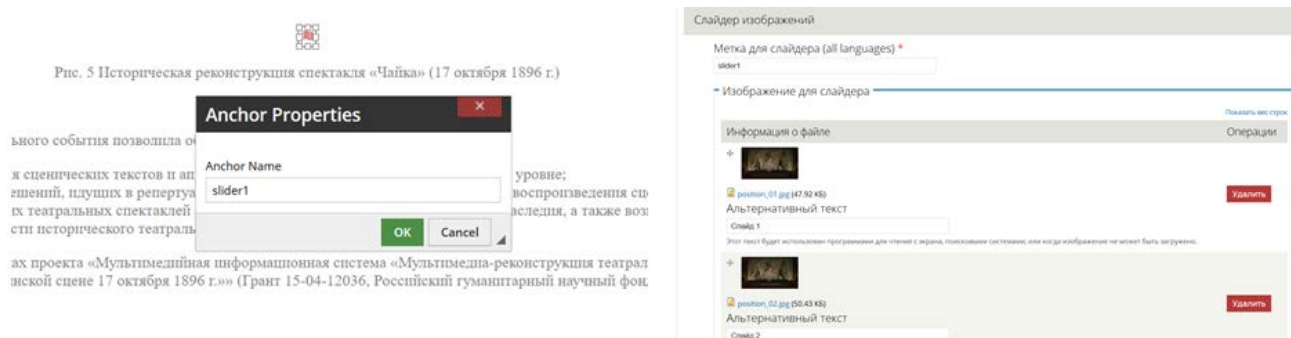 Рис. 5 Историческая реконструкция спектакля «Чайка» (17 октября 1896 г.)
Anchor Properties
×
ьного события позволила
Anchor Name
я сценических текстов и
уровне;
slider1
ешений, идущих в
воспроизведения
их театральных спектаклей
аследия, а также
OK
Cancel
сти исторического
ах проекта «Мультимедийная информационная система «Мультимедиа-реконструкция театрал
нской сцене 17 октября 1896 г.»» (Грант 15-04-12036, Российский гуманитарный научный фон
Слайдер изображений
Метка для слайдера (all languages) *
slider1
Изображение для слайдера
Показать вес строк
Информация о файле
Операции
position_01.jpg (47.92 КБ)
Удалить
Альтернативный текст
Слайд 1
Этот текст будет использован программами для чтения с экрана, поисковыми системами, или когда изображение не может быть загружено.
position_02.jpg (50.43 КБ)
Удалить
Альтернативный текст
Слайд 2